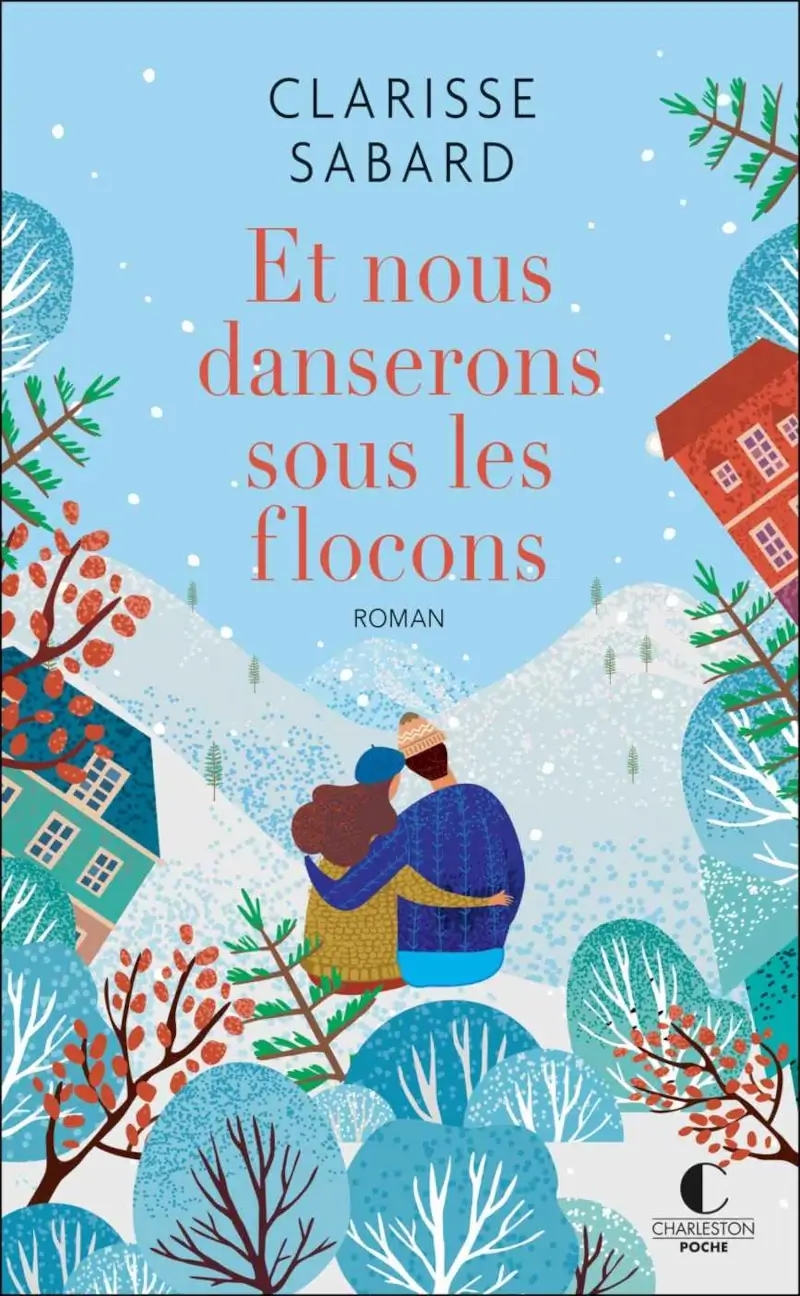 CLARISSE
SABARD
Et nous
danserons
sous les
flocons
ROMAN
CHARLESTON
POCHE